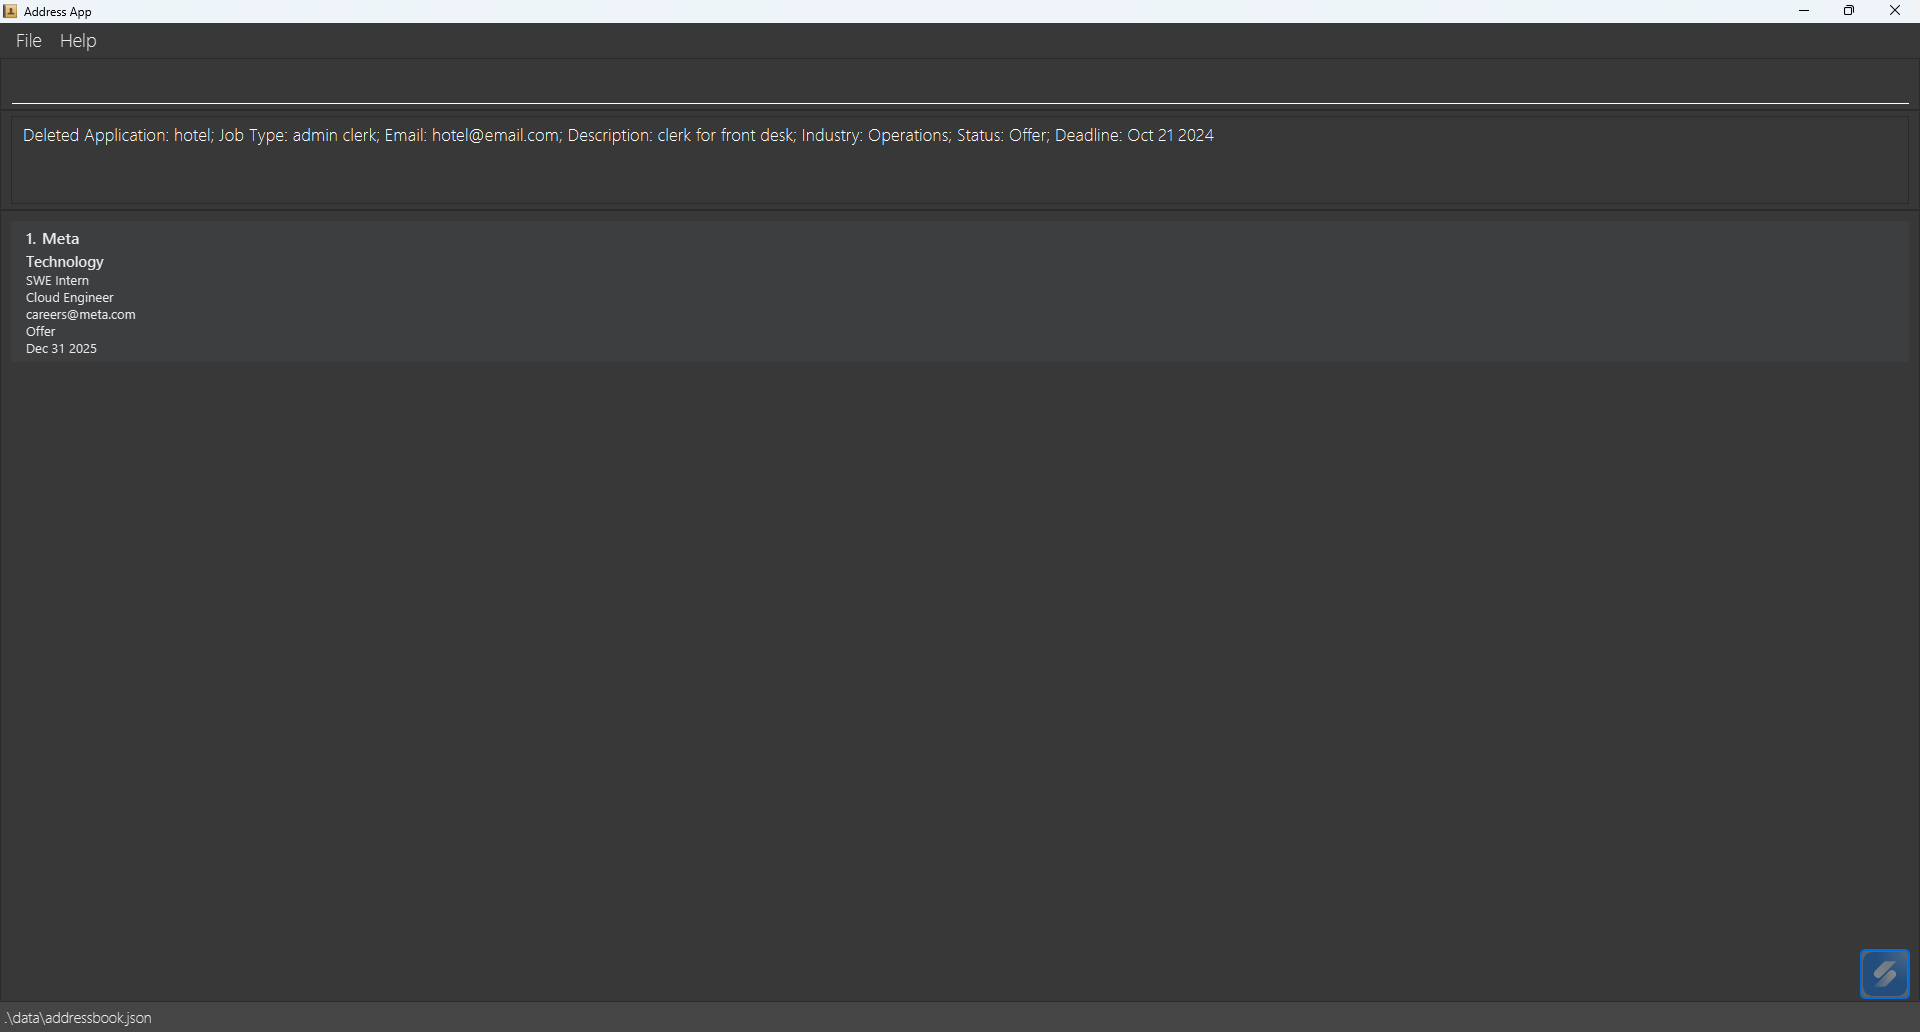 Address App
File Help
Deleted Application: hotel; Job Type: admin clerk; Email: hotel@email.com; Description: clerk for front desk; Industry: Operations; Status: Offer; Deadline: Oct 21 2024
1. Meta
Technology
SWE Intern
Cloud Engineer
careers@meta.com
Offer
Dec 31 2025
.\data\addressbook.json